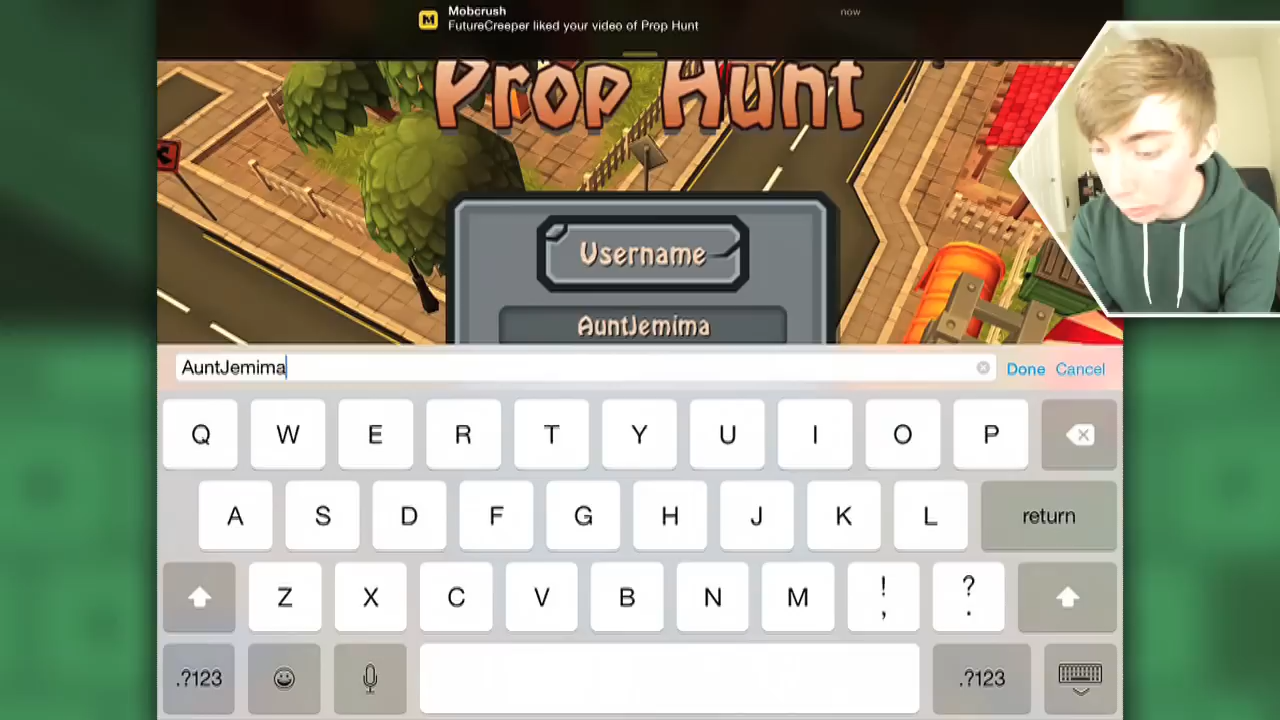 Mobcrush
now
FutureCreeper liked your video of Prop Hunt
Prop Hunt
Username
AuntJemima
AuntJemima
Done Cancel
Q W E R T Y U I O P
A S D F G H J K L return
Z X C V B N M ! , ? .
.?123 .?123